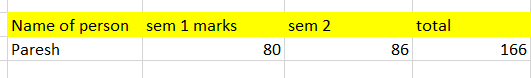 Name of person sem 1 marks sem 2 total
Paresh 80 86 166